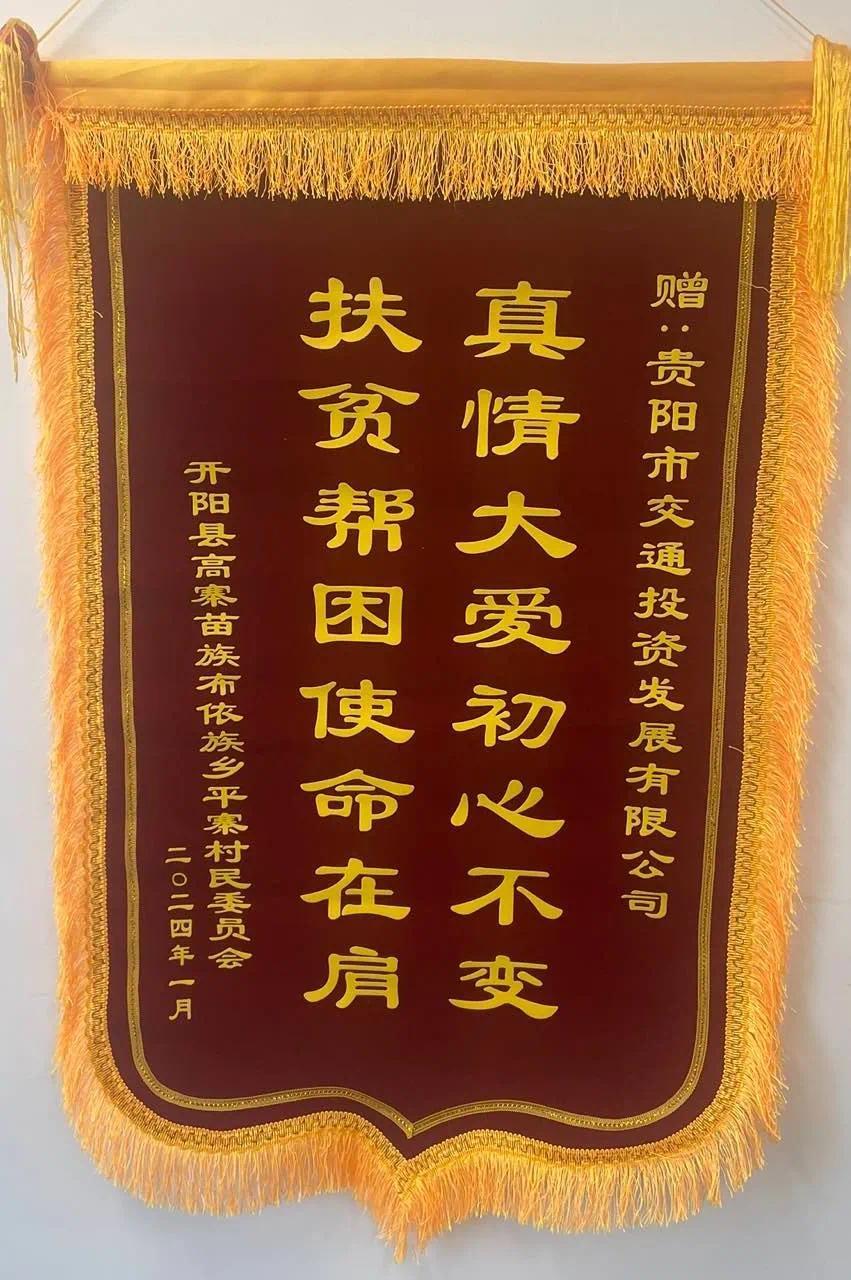 赠:贵阳市交通投资发展有限公司
真情大爱初心不变
扶贫帮困使命在肩
开阳县高寨苗族布依族乡平寨村民委员会
二〇二四年一月